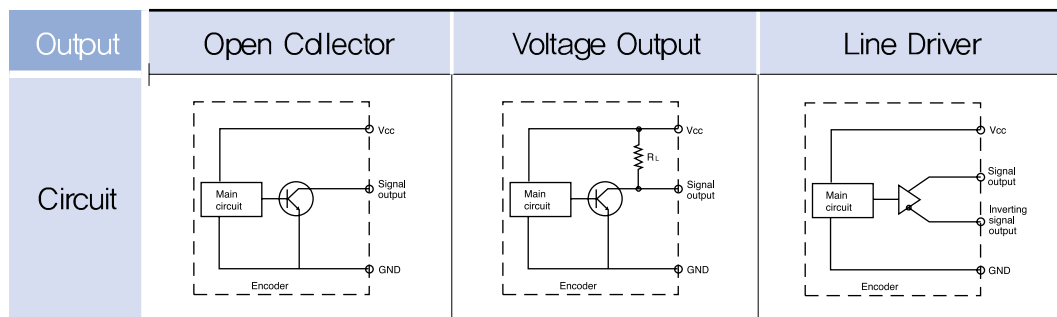 Output
Open Collector
Voltage Output
Line Driver
Circuit
Vcc
Main
circuit
Signal
output
GND
Encoder
Vcc
RL
Main
circuit
Signal
output
GND
Encoder
Vcc
Signal
output
Main
circuit
Inverting
signal
output
GND
Encoder